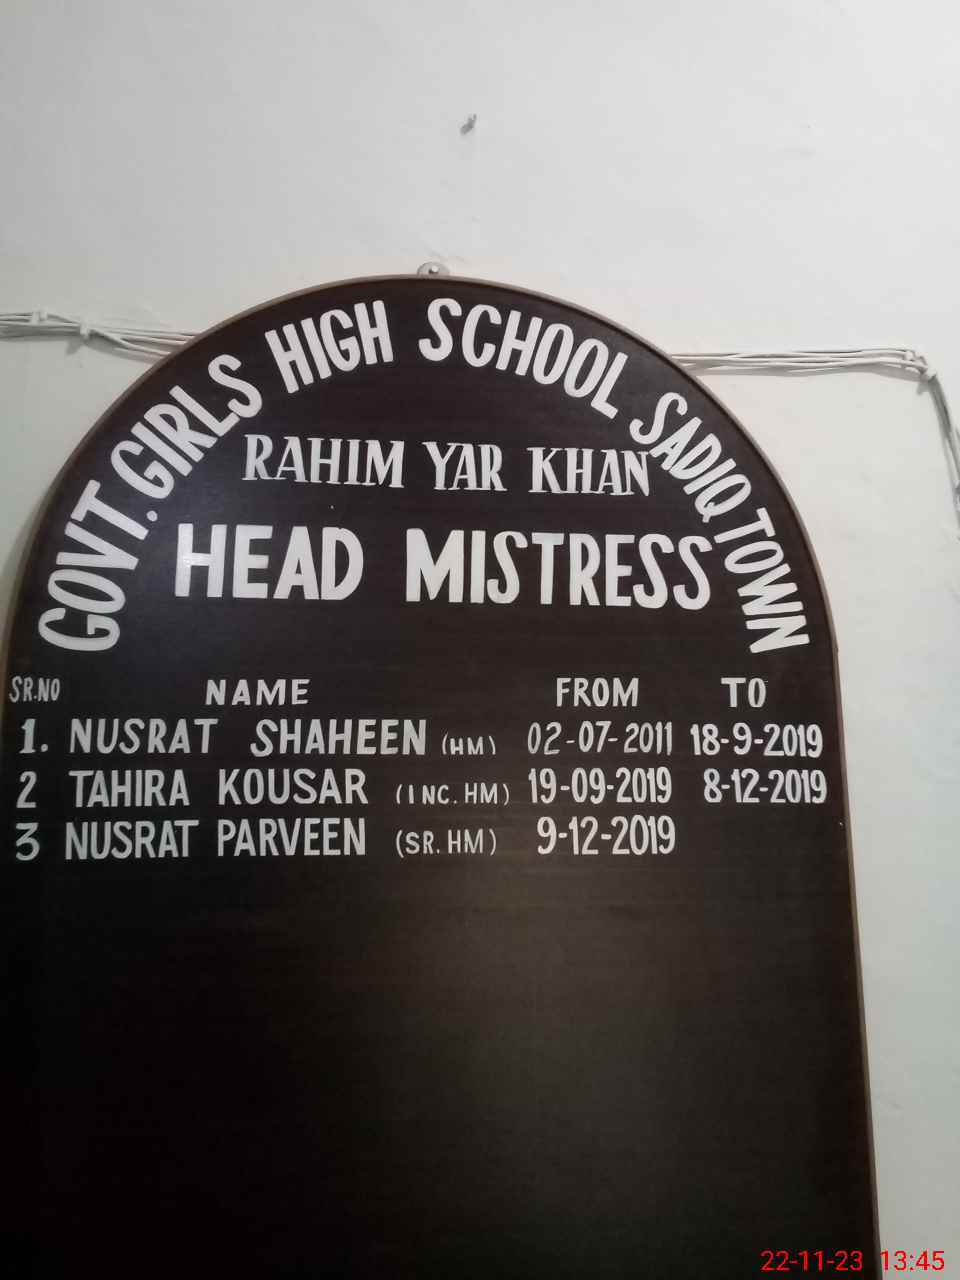 GOVT. GIRLS HIGH SCHOOL SADIQ TOWN
RAHIM YAR KHAN
HEAD MISTRESS
SR.NO NAME FROM TO
1. NUSRAT SHAHEEN (HM) 02-07-2011 18-9-2019
2 TAHIRA KOUSAR (INC.HM) 19-09-2019 8-12-2019
3 NUSRAT PARVEEN (SR.HM) 9-12-2019
22-11-23 13:45